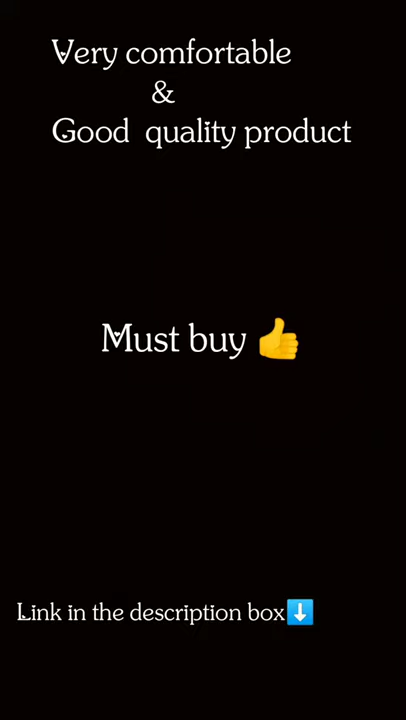 Very comfortable
&
Good quality product
Must buy 👍
Link in the description box⬇️